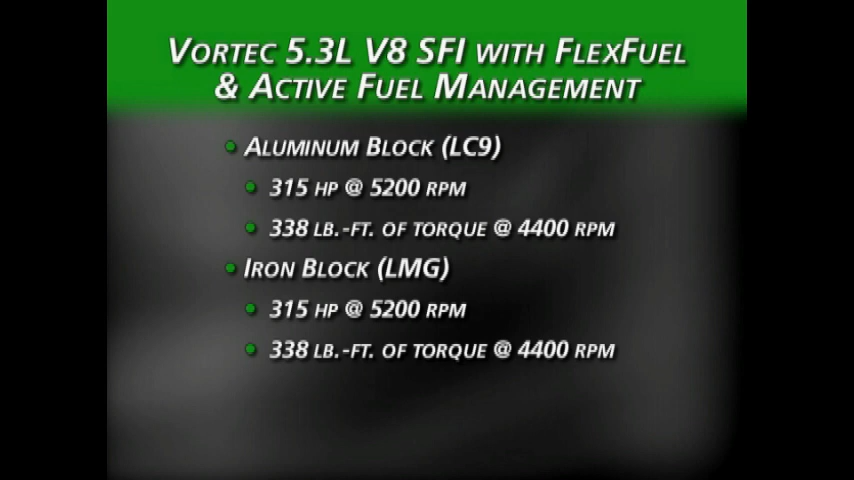 Vortec 5.3L V8 SFI with FlexFuel
& Active Fuel Management
• Aluminum Block (LC9)
• 315 hp @ 5200 rpm
• 338 lb.-ft. of torque @ 4400 rpm
• Iron Block (LMG)
• 315 hp @ 5200 rpm
• 338 lb.-ft. of torque @ 4400 rpm